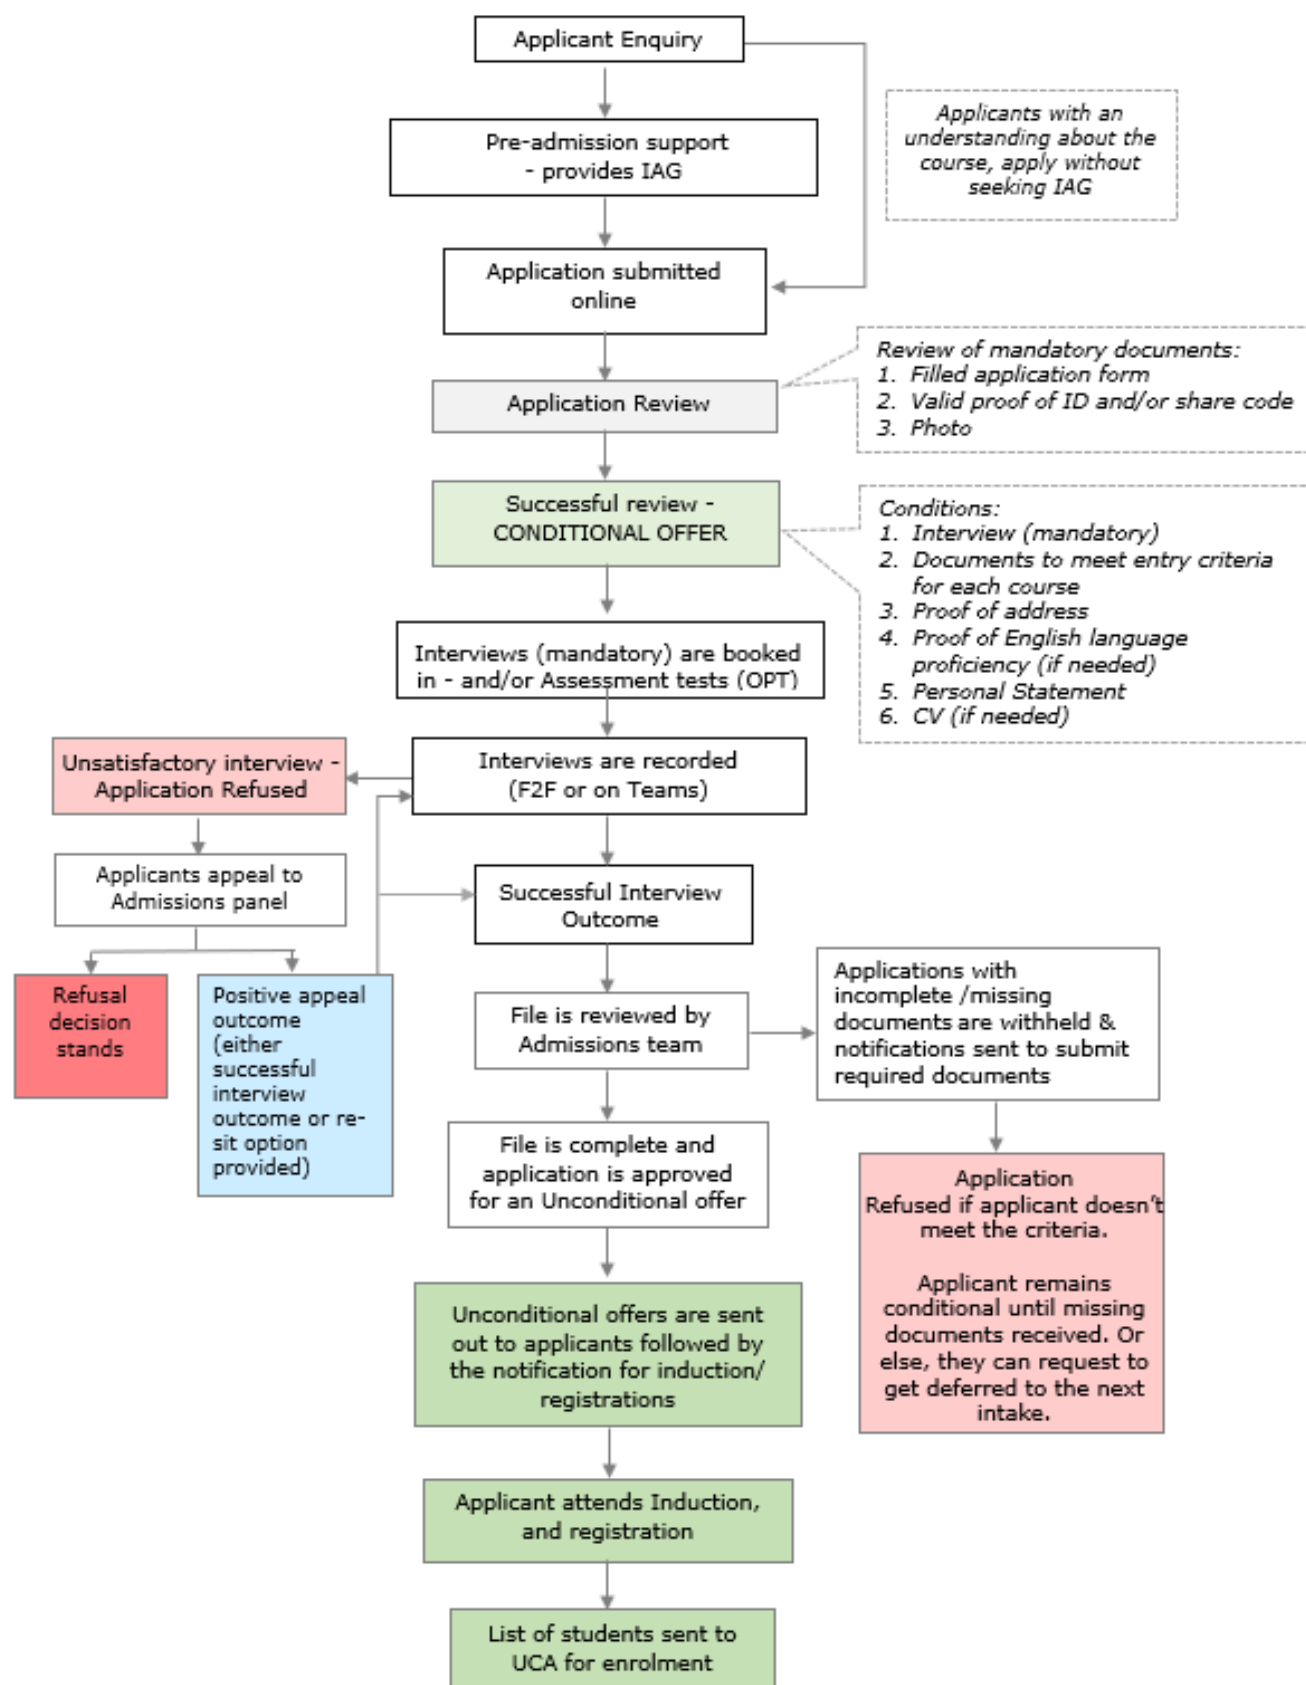 Applicant Enquiry
Applicants with an
understanding about the
course, apply without
seeking IAG
Pre-admission support
- provides IAG
Application submitted
online
Review of mandatory documents:
1. Filled application form
2. Valid proof of ID and/or share code
3. Photo
Application Review
Successful review -
CONDITIONAL OFFER
Conditions:
1. Interview (mandatory)
2. Documents to meet entry criteria
for each course
3. Proof of address
4. Proof of English language
proficiency (if needed)
5. Personal Statement
6. CV (if needed)
Interviews (mandatory) are booked
in - and/or Assessment tests (OPT)
Unsatisfactory interview -
Application Refused
Interviews are recorded
(F2F or on Teams)
Applicants appeal to
Admissions panel
Successful Interview
Outcome
Refusal
decision
stands
Positive appeal
outcome
(either
successful
interview
outcome or re-
sit option
provided)
File is reviewed by
Admissions team
Applications with
incomplete /missing
documents are withheld &
notifications sent to submit
required documents
File is complete and
application is approved
for an Unconditional offer
Application
Refused if applicant doesn't
meet the criteria.
Applicant remains
conditional until missing
documents received. Or
else, they can request to
get deferred to the next
intake.
Unconditional offers are sent
out to applicants followed by
the notification for induction/
registrations
Applicant attends Induction,
and registration
List of students sent to
UCA for enrolment